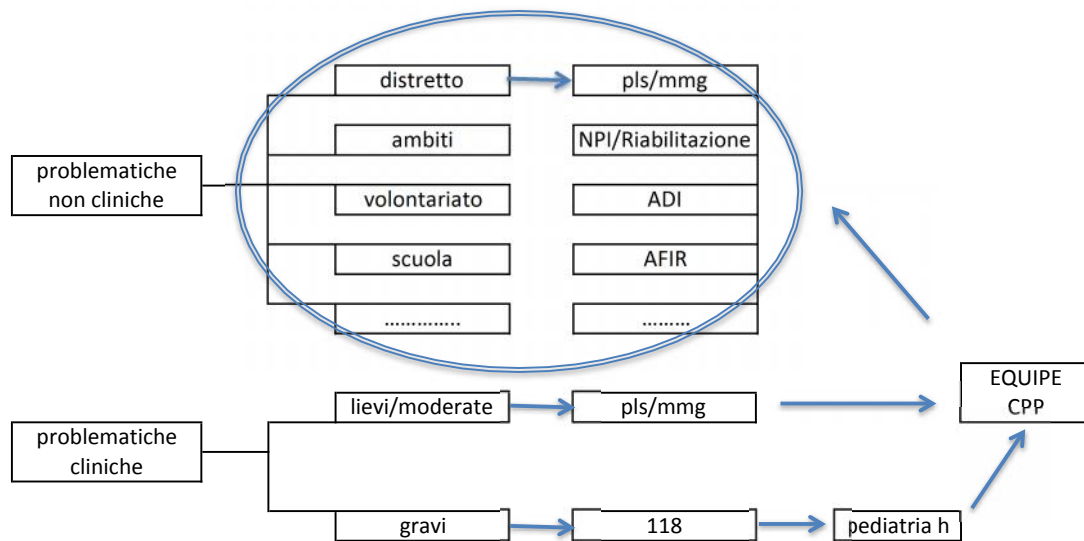 distretto
pls/mmg
ambiti
NPI/Riabilitazione
problematiche
non cliniche
volontariato
ADI
scuola
AFIR
…………..
………
lievi/moderate
pls/mmg
EQUIPE
CPP
problematiche
cliniche
gravi
118
pediatria h